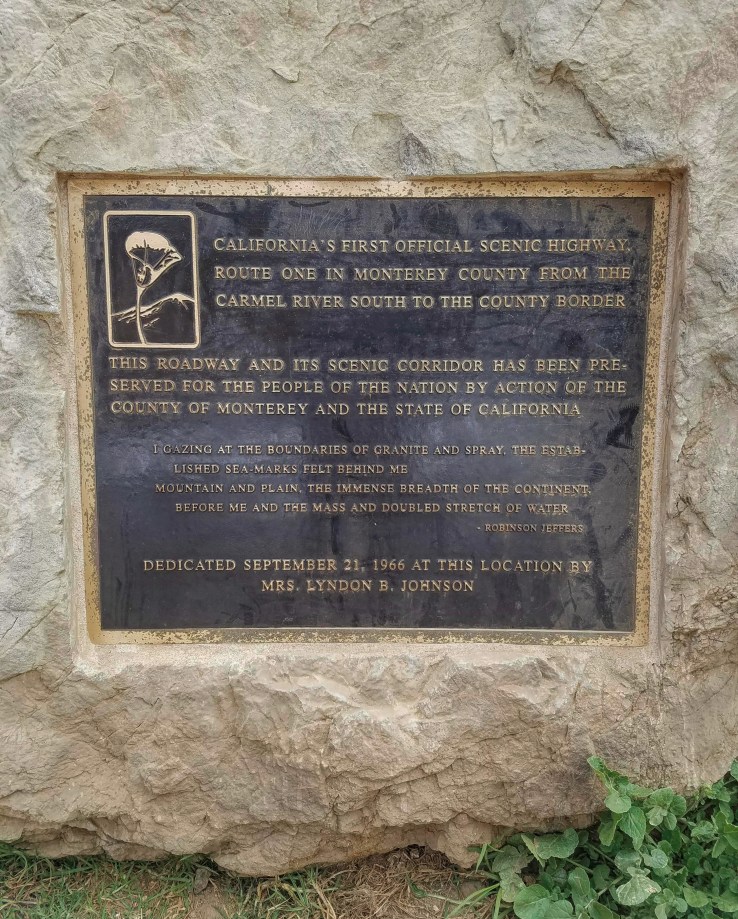 CALIFORNIA'S FIRST OFFICIAL SCENIC HIGHWAY,
ROUTE ONE IN MONTEREY COUNTY FROM THE
CARMEL RIVER SOUTH TO THE COUNTY BORDER
THIS ROADWAY AND ITS SCENIC CORRIDOR HAS BEEN PRE-
SERVED FOR THE PEOPLE OF THE NATION BY ACTION OF THE
COUNTY OF MONTEREY AND THE STATE OF CALIFORNIA
I GAZING AT THE BOUNDARIES OF GRANITE AND SPRAY, THE ESTAB-
LISHED SEA-MARKS FELT BEHIND ME
MOUNTAIN AND PLAIN, THE IMMENSE BREADTH OF THE CONTINENT,
BEFORE ME AND THE MASS AND DOUBLED STRETCH OF WATER
- ROBINSON JEFFERS
DEDICATED SEPTEMBER 21, 1966 AT THIS LOCATION BY
MRS. LYNDON B. JOHNSON